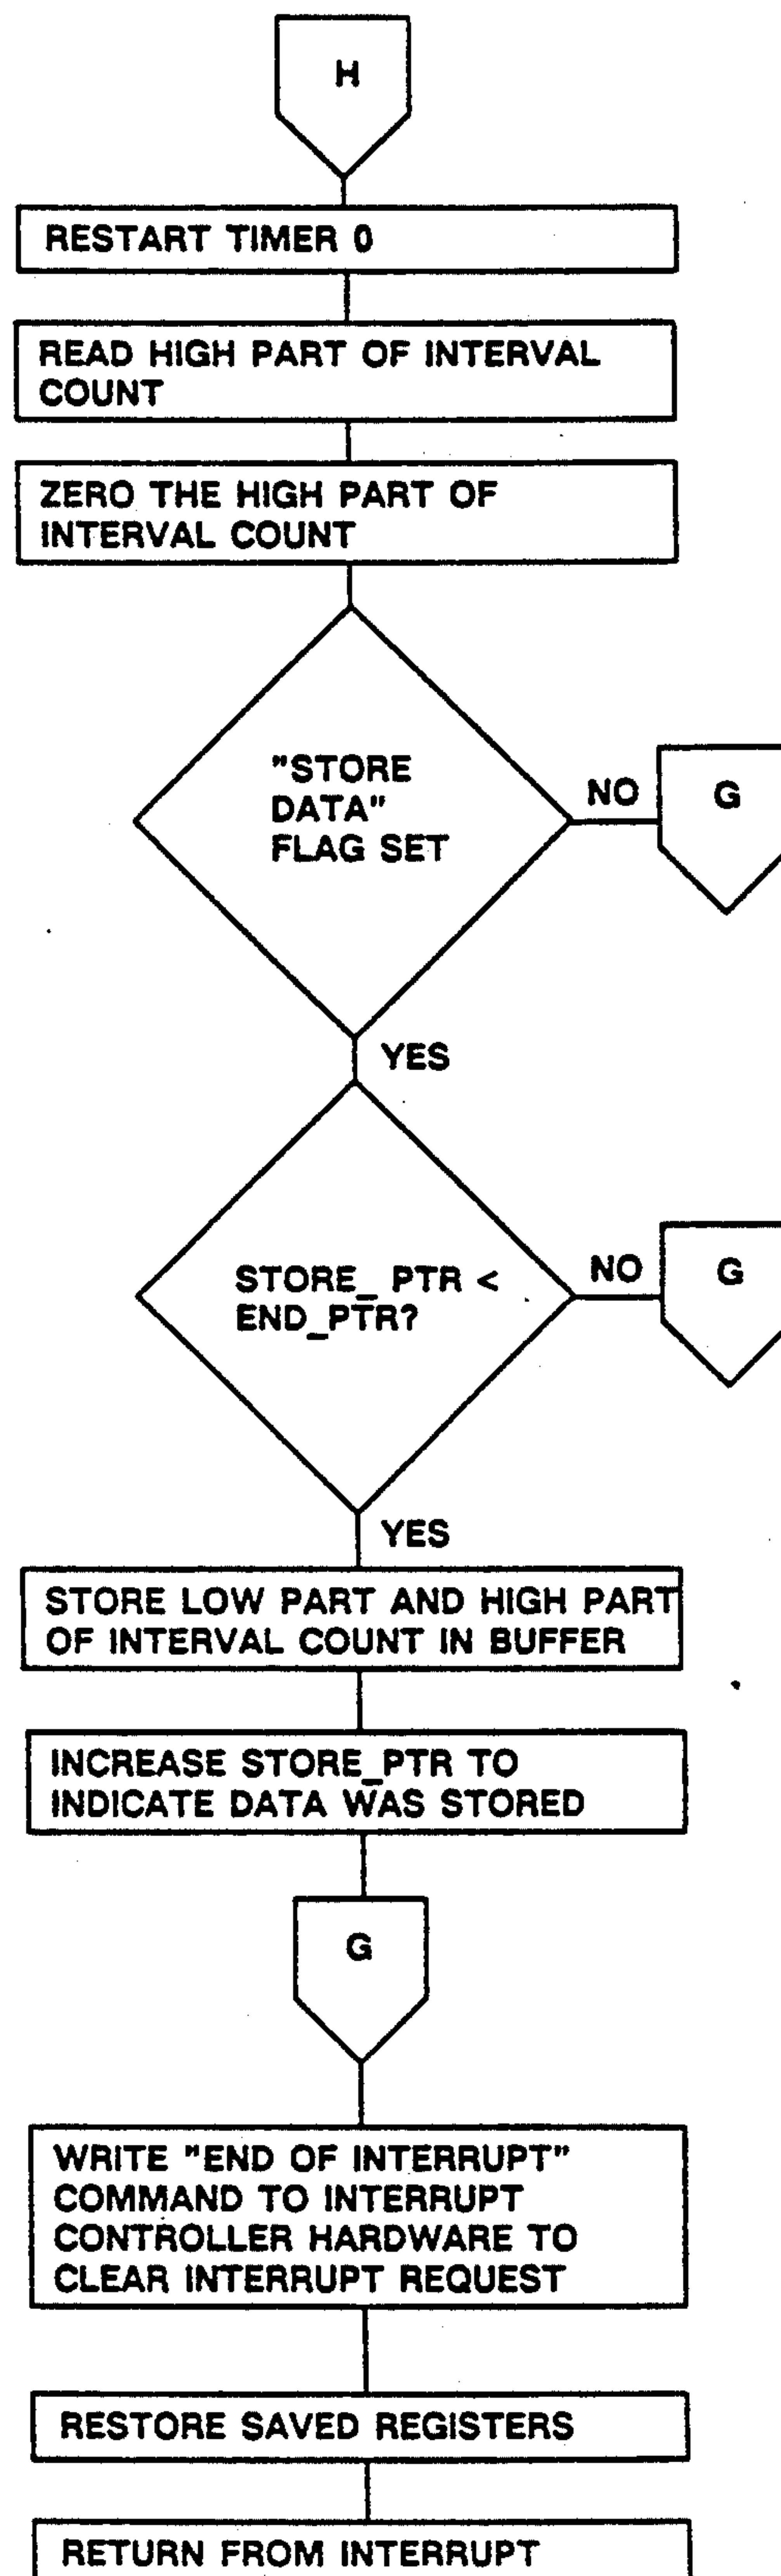 H
RESTART TIMER 0
READ HIGH PART OF INTERVAL
COUNT
ZERO THE HIGH PART OF
INTERVAL COUNT
"STORE
DATA"
FLAG SET
NO
G
YES
STORE_ PTR <
END_PTR?
NO
G
YES
STORE LOW PART AND HIGH PART
OF INTERVAL COUNT IN BUFFER
INCREASE STORE_PTR TO
INDICATE DATA WAS STORED
G
WRITE "END OF INTERRUPT"
COMMAND TO INTERRUPT
CONTROLLER HARDWARE TO
CLEAR INTERRUPT REQUEST
RESTORE SAVED REGISTERS
RETURN FROM INTERRUPT